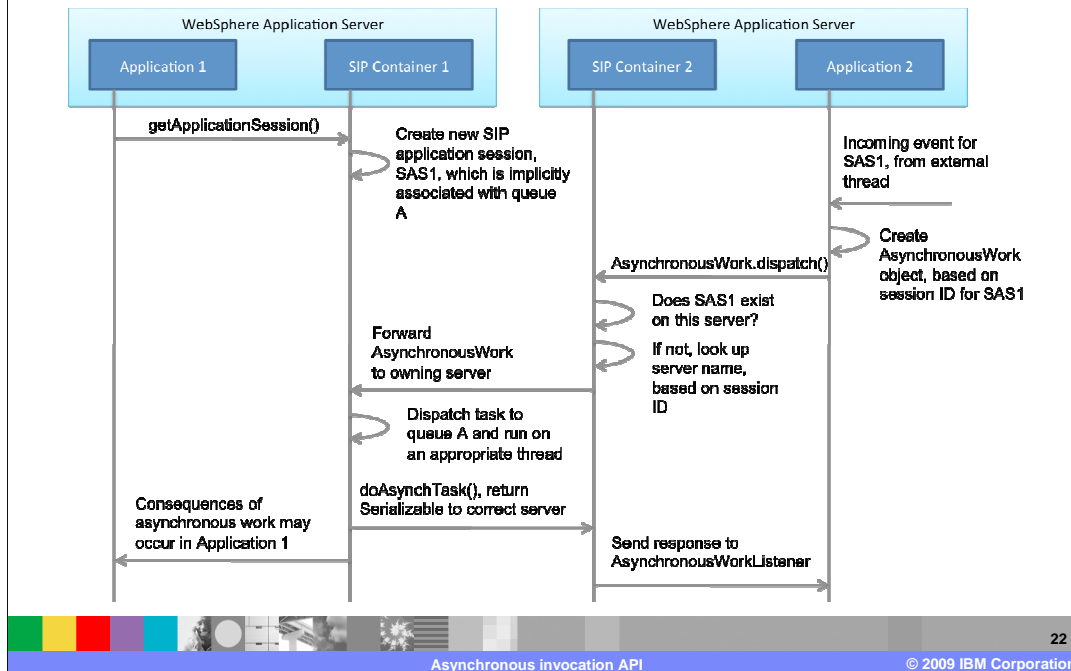 WebSphere Application Server
WebSphere Application Server
Application 1
SIP Container 1
SIP Container 2
Application 2
getApplicationSession()
Create new SIP
application session,
SAS1, which is implicitly
associated with queue
A
Incoming event for
SAS1, from external
thread
Create
AsynchronousWork
object, based on
session ID for SAS1
AsynchronousWork.dispatch()
Does SAS1 exist
on this server?
If not, look up
server name,
based on session
ID
Forward
AsynchronousWork
to owning server
Dispatch task to
queue A and run on
an appropriate thread
doAsynchTask(), return
Serializable to correct server
Consequences of
asynchronous work may
occur in Application 1
Send response to
AsynchronousWorkListener
22
Asynchronous invocation API
© 2009 IBM Corporation